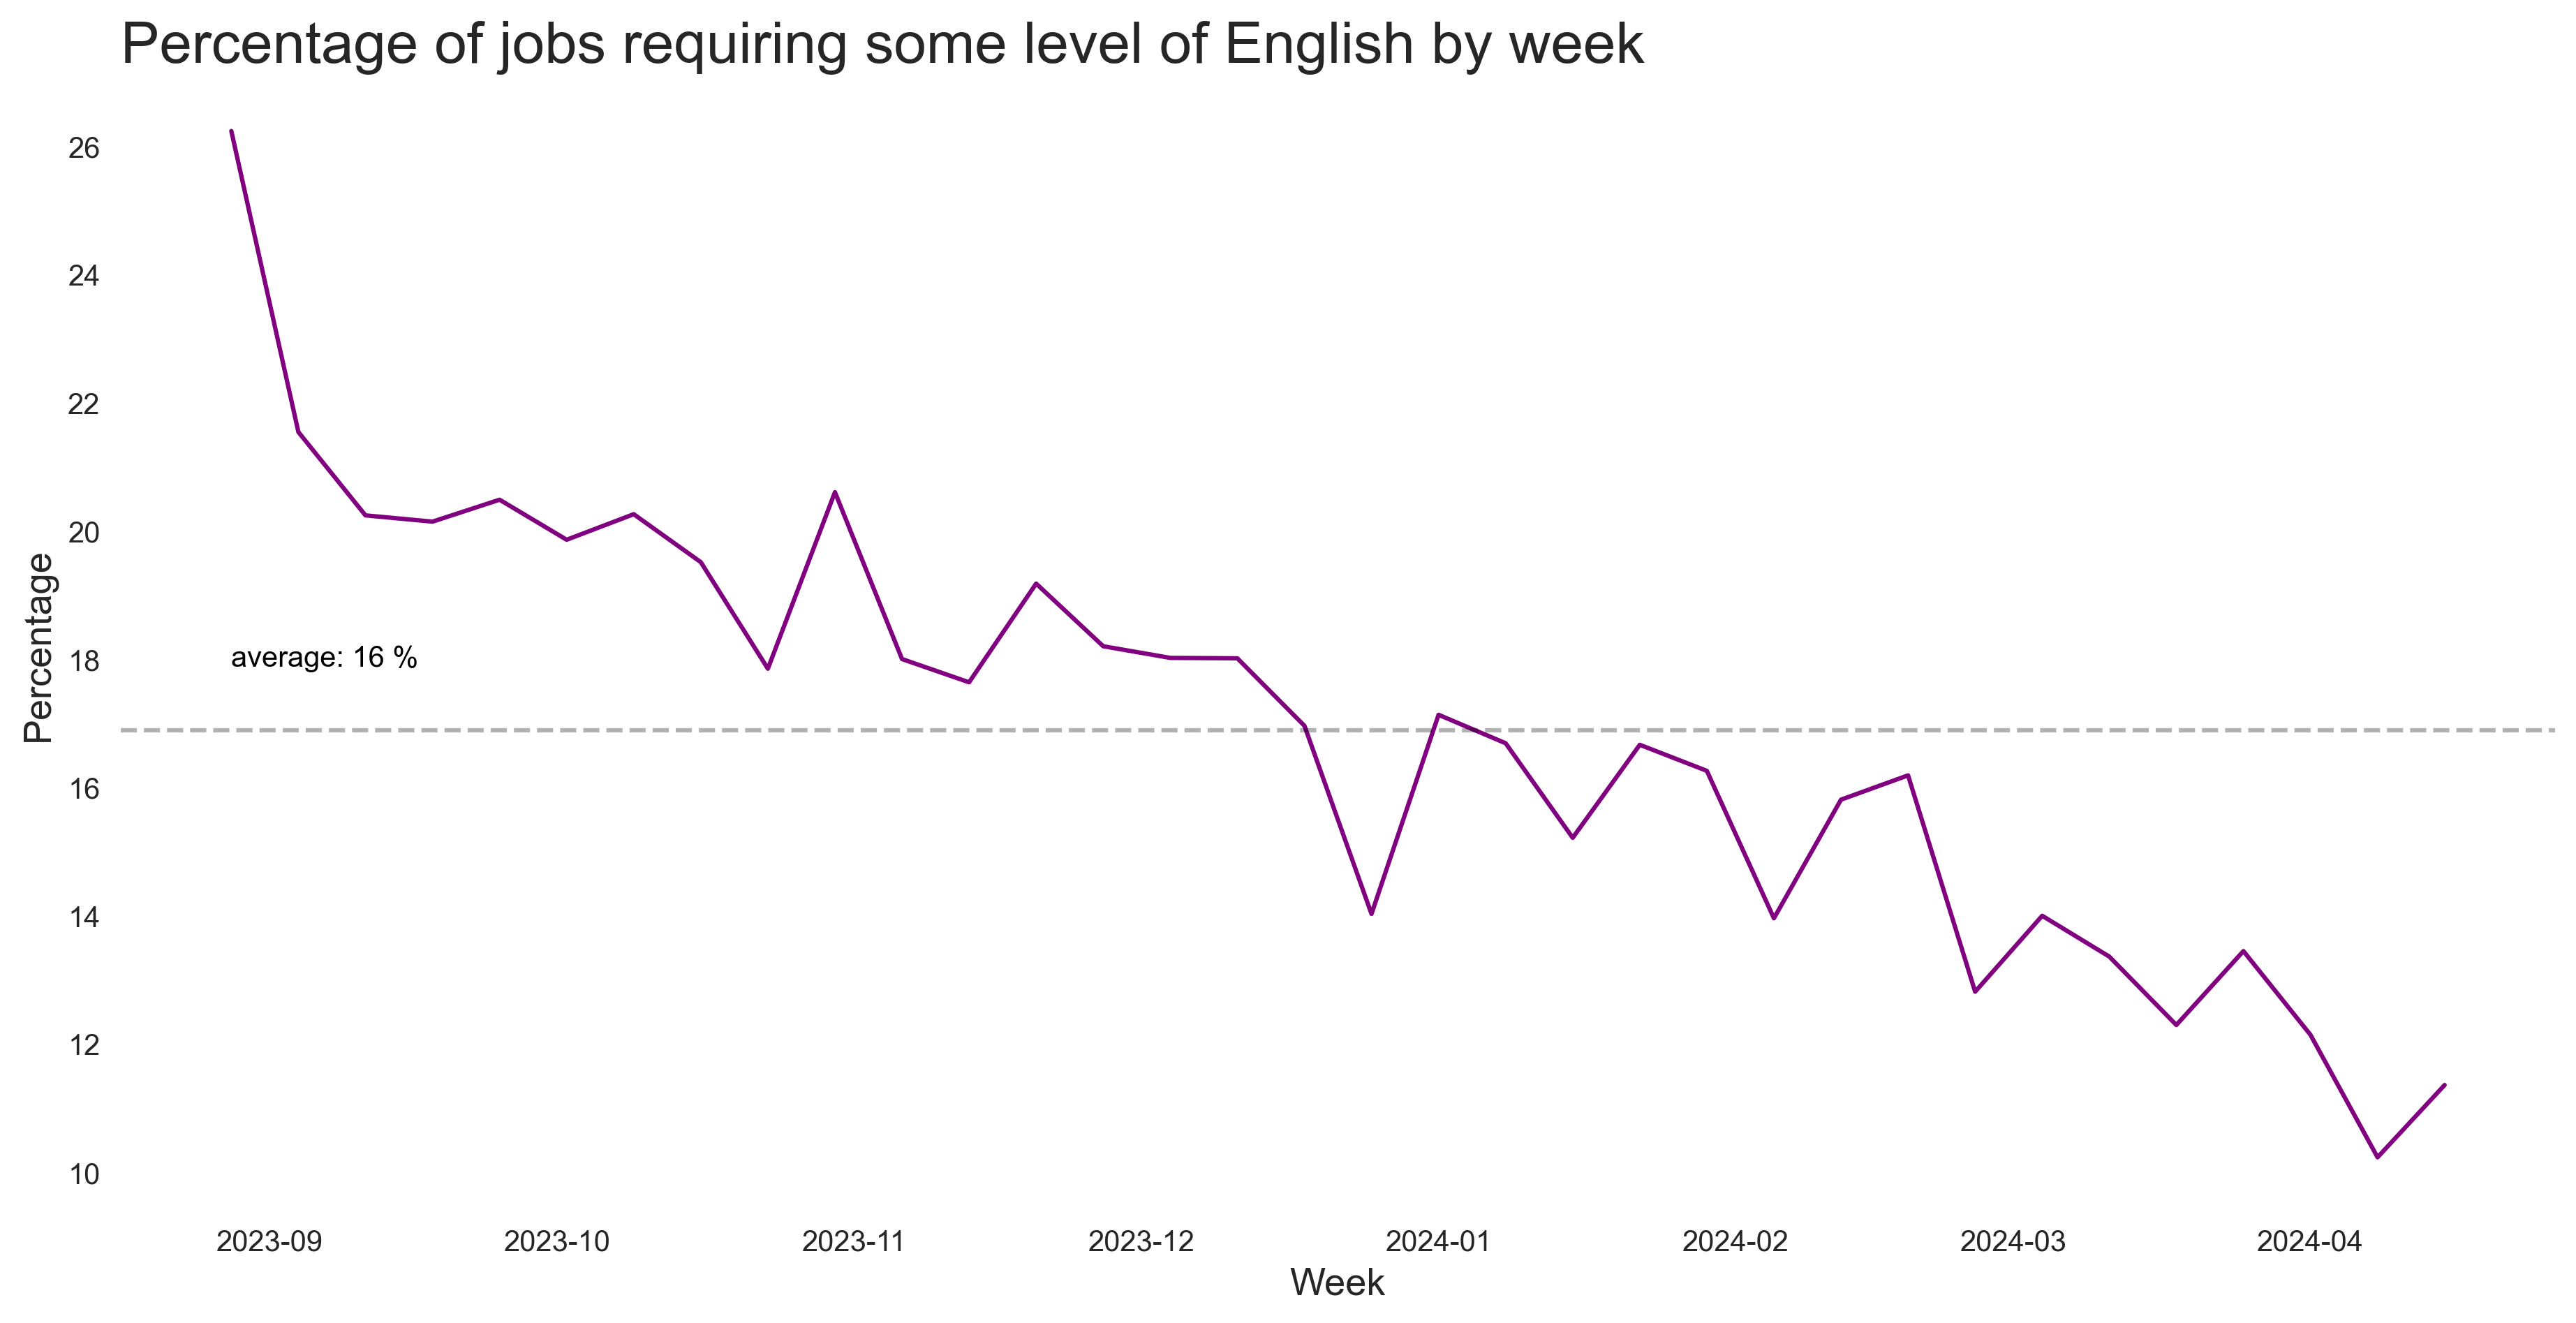 Percentage of jobs requiring some level of English by week
26
24
22
20
18
16
14
12
10
Percentage
average: 16 %
2023-09 2023-10 2023-11 2023-12 2024-01 2024-02 2024-03 2024-04
Week